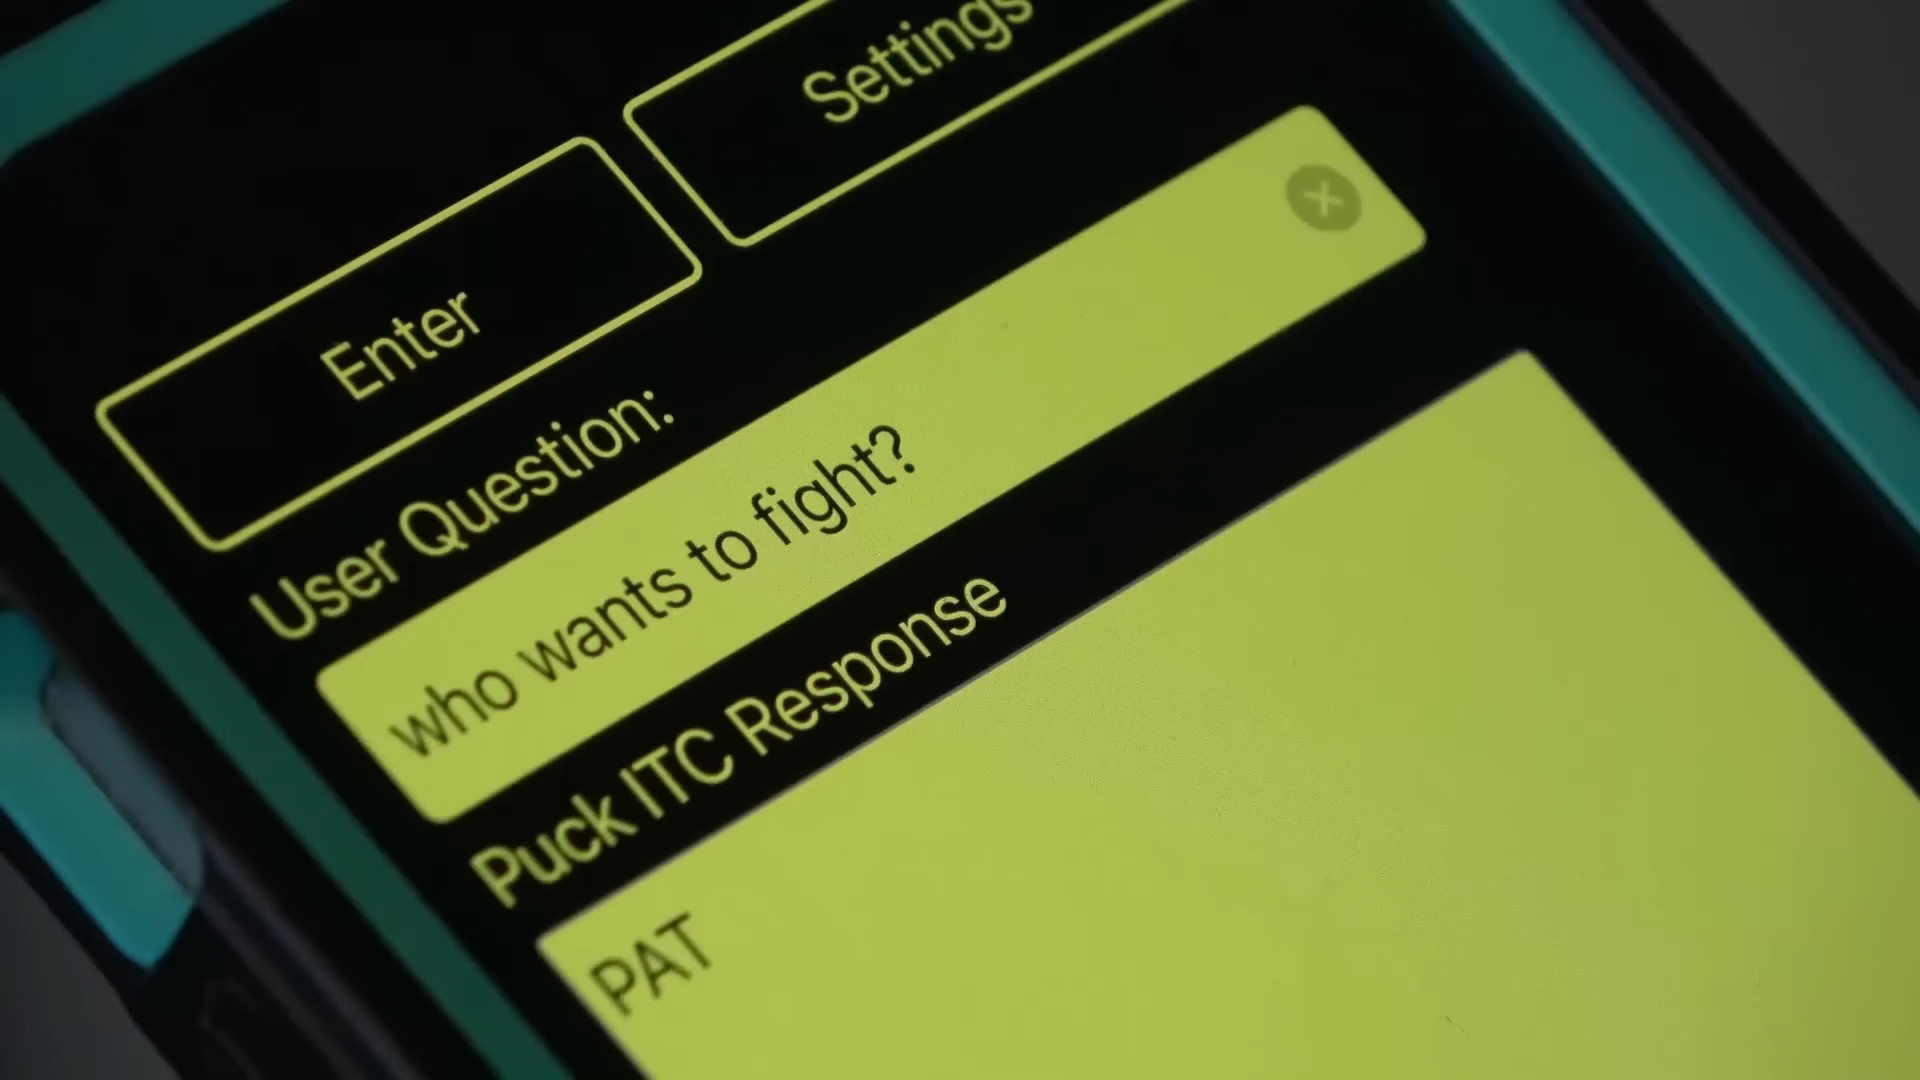 Settings
Enter
User Question:
who wants to fight?
Puck ITC Response
PAT